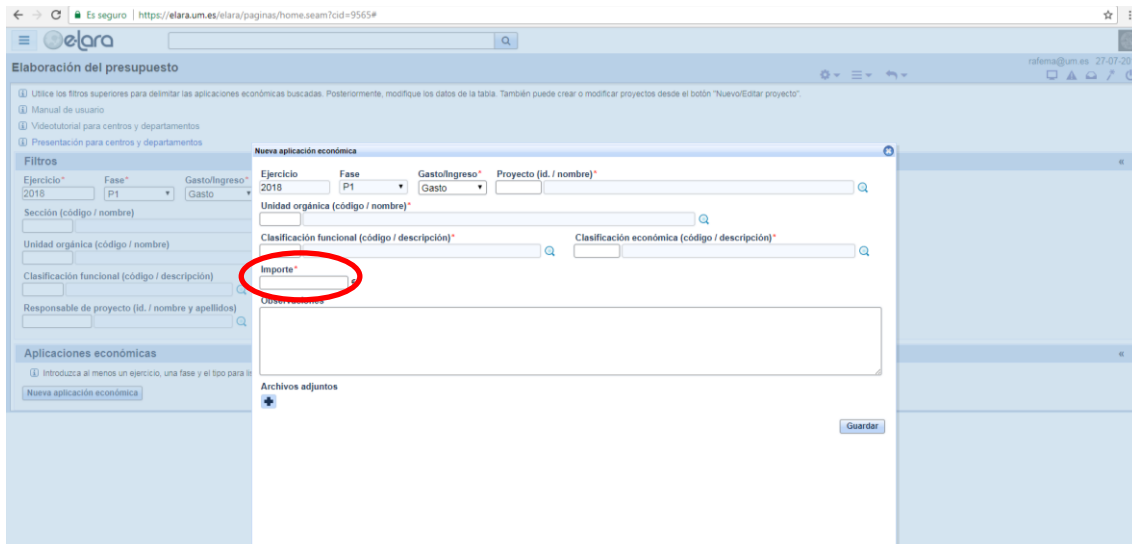 Es seguro | https://elara.um.es/elara/paginas/home.seam?cid=9565#
elara
Elaboración del presupuesto
rafema@um.es 27-07-20
Utilice los filtros superiores para delimitar las aplicaciones económicas buscadas. Posteriormente, modifique los datos de la tabla. También puede crear o modificar proyectos desde el botón "Nuevo/Editar proyecto".
Manual de usuario
Videotutorial para centros y departamentos
Presentación para centros y departamentos
Filtros
Ejercicio* Fase* Gasto/Ingreso*
2018 P1 Gasto
Sección (código / nombre)
Unidad orgánica (código / nombre)
Clasificación funcional (código / descripción)
Responsable de proyecto (id. / nombre y apellidos)
Aplicaciones económicas
Introduzca al menos un ejercicio, una fase y el tipo para
Nueva aplicación económica
Nueva aplicación económica
Ejercicio Fase Gasto/Ingreso* Proyecto (id. / nombre)*
2018 P1 Gasto
Unidad orgánica (código / nombre)*
Clasificación funcional (código / descripción)* Clasificación económica (código / descripción)*
Importe*
€
Observaciones
Archivos adjuntos
Guardar